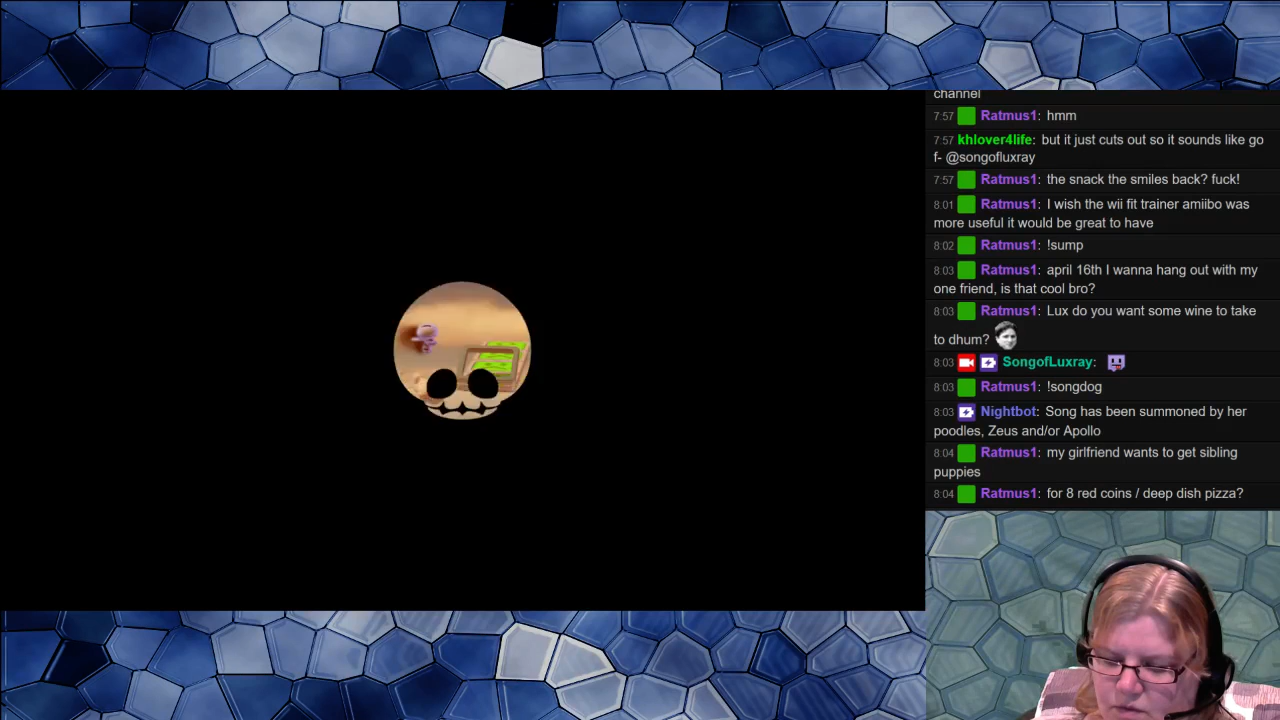 channel
7:57 Ratmus1: hmm
7:57 khlover4life: but it just cuts out so it sounds like go
f- @songofluxray
7:57 Ratmus1: the snack the smiles back? fuck!
8:01 Ratmus1: I wish the wii fit trainer amiibo was
more useful it would be great to have
8:02 Ratmus1: !sump
8:03 Ratmus1: april 16th I wanna hang out with my
one friend, is that cool bro?
8:03 Ratmus1: Lux do you want some wine to take
to dhum?
8:03 SongofLuxray:
8:03 Ratmus1: !songdog
8:03 Nightbot: Song has been summoned by her
poodles, Zeus and/or Apollo
8:04 Ratmus1: my girlfriend wants to get sibling
puppies
8:04 Ratmus1: for 8 red coins / deep dish pizza?